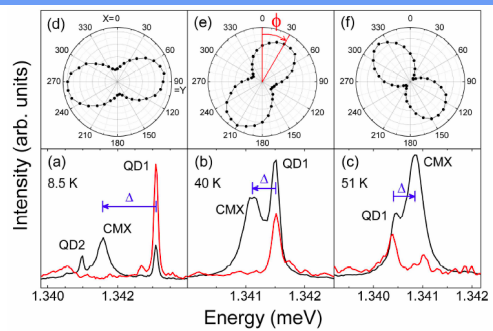 (d) X=0 30 60 90 =Y 120 150 180 210 240 270 300 330
(e) 0 ϕ 30 60 90 120 150 180 210 240 270 300 330
(f) 0 30 60 90 120 150 180 210 240 270 300 330
Intensity (arb. units)
(a) 8.5 K QD1 Δ CMX QD2
(b) 40 K QD1 Δ CMX
(c) 51 K CMX Δ QD1
1.340 1.342 1.341 1.342 1.340 1.341 1.342
Energy (meV)